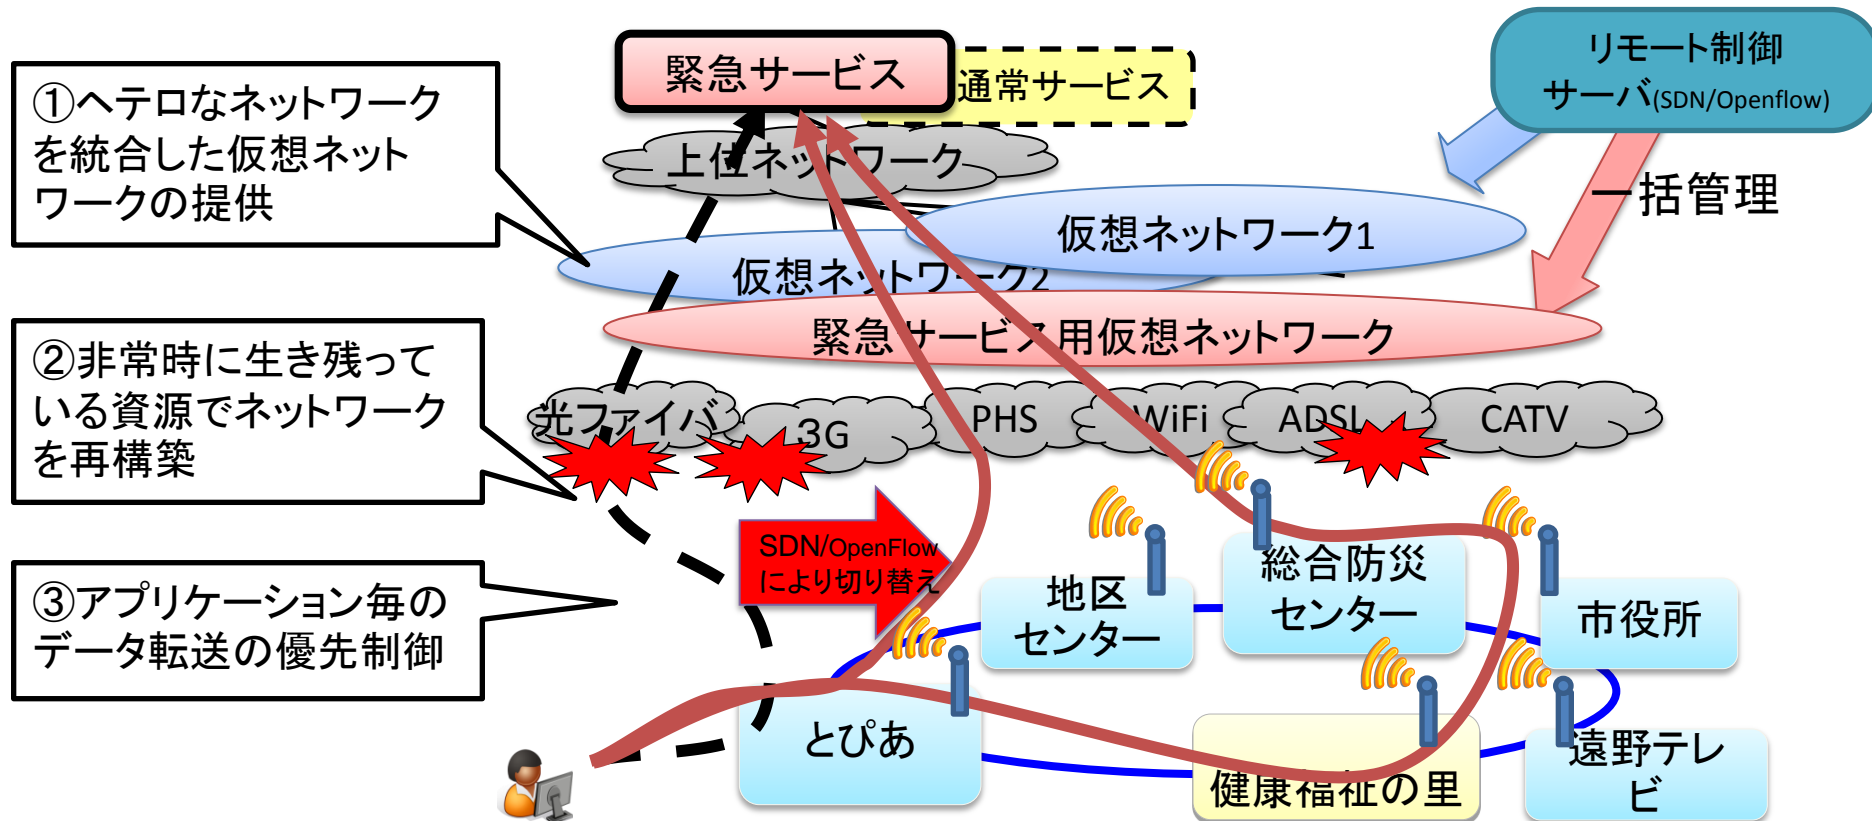 緊急サービス
通常サービス
リモート制御
サーバ(SDN/Openflow)
①ヘテロなネットワーク
を統合した仮想ネット
ワークの提供
上位ネットワーク
一括管理
仮想ネットワーク1
仮想ネットワーク2
緊急サービス用仮想ネットワーク
②非常時に生き残って
いる資源でネットワーク
を再構築
光ファイバ
3G
PHS
WiFi
ADSL
CATV
SDN/OpenFlow
により切り替え
③アプリケーション毎の
データ転送の優先制御
地区
センター
総合防災
センター
市役所
とぴあ
健康福祉の里
遠野テレ
ビ